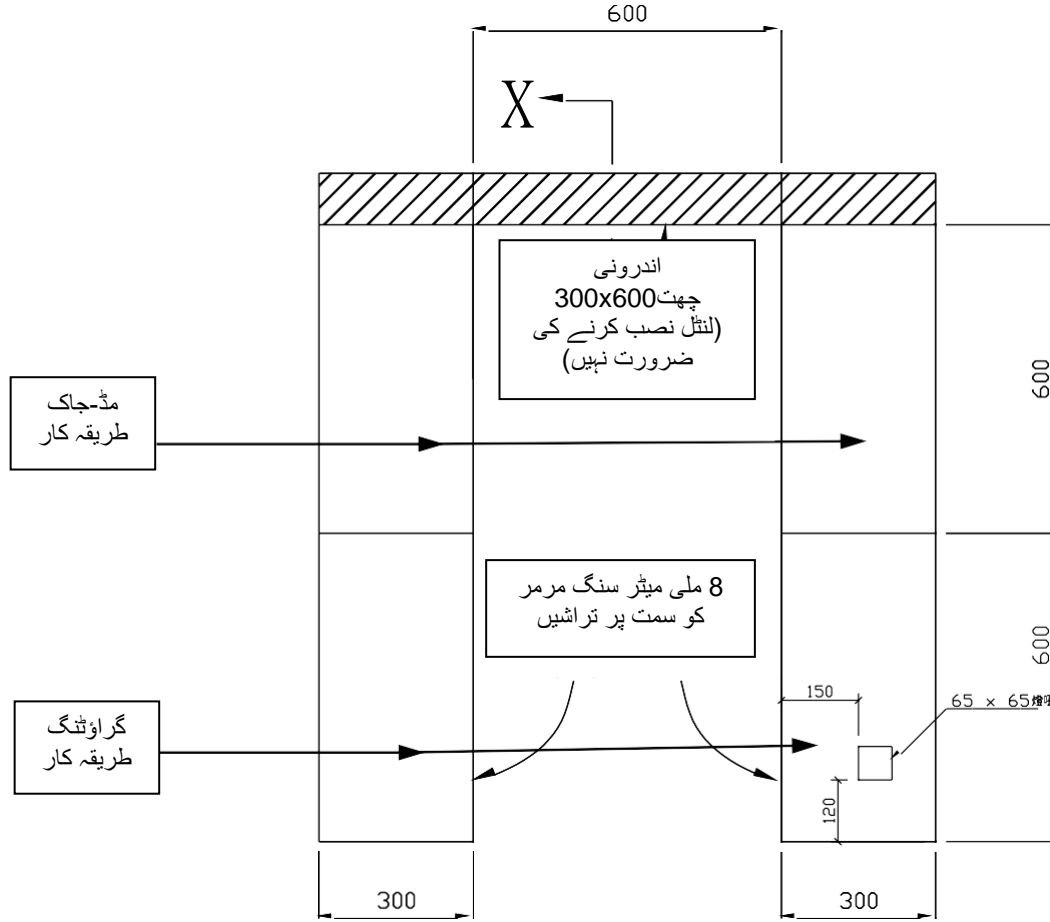 600
X
اندرونی
چھت300x600
(لنٹل نصب کرنے کی
ضرورت نہیں)
600
مڈ-جاک
طریقہ کار
8 ملی میٹر سنگ مرمر
کو سمت پر تراشیں
600
150
65 x 65
گراؤٹنگ
طریقہ کار
120
300
300